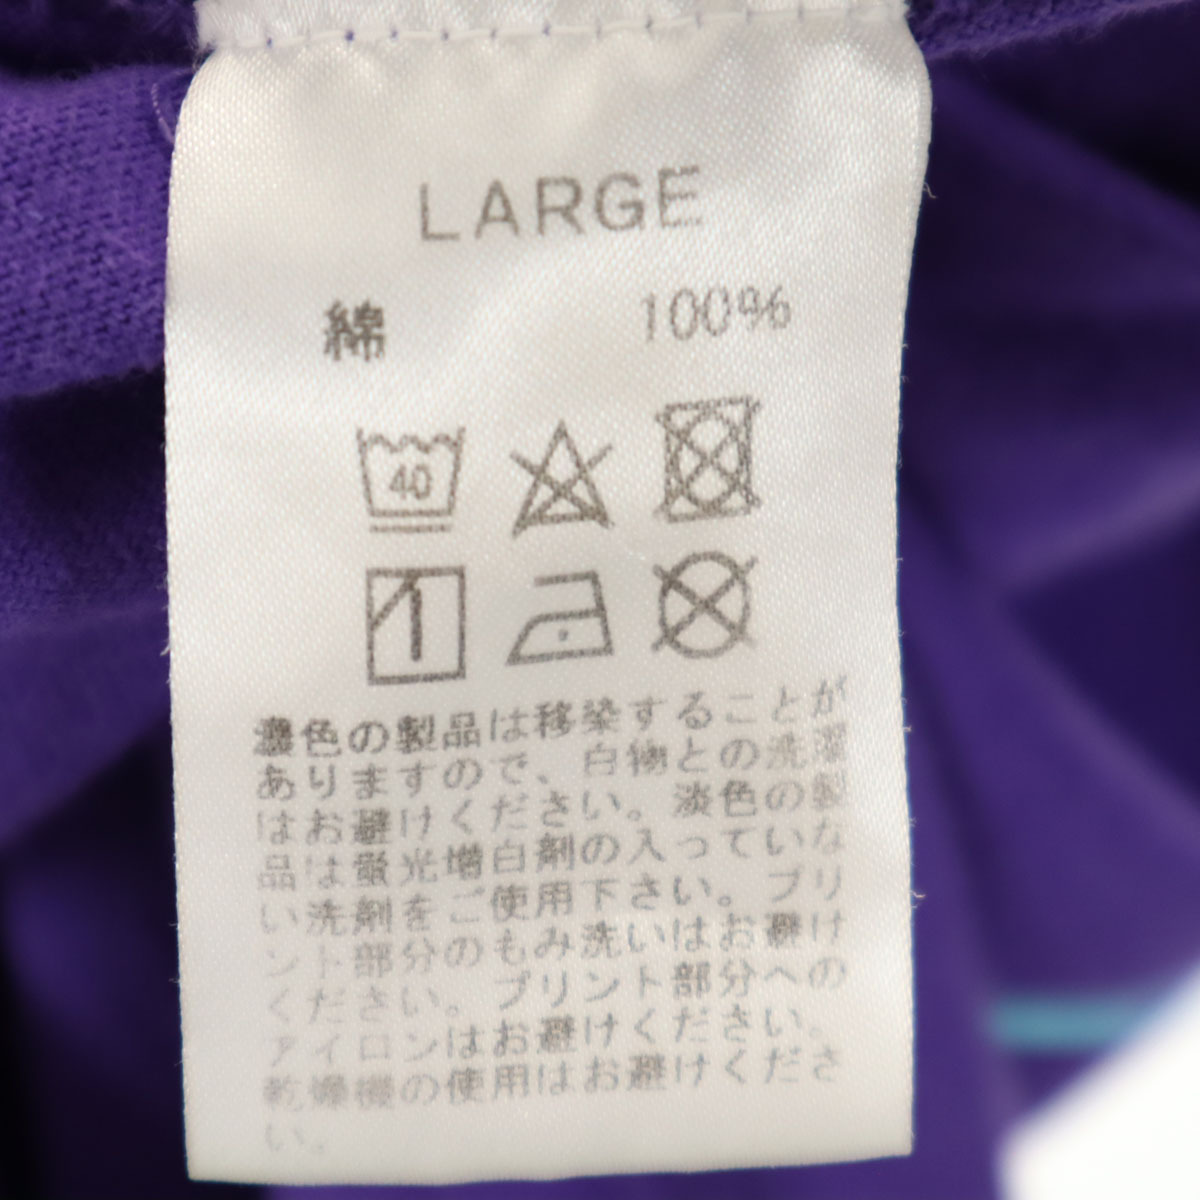 LARGE
綿 100%
40
濃色の製品は移染することが
ありますので、白物との洗濯
はお避けください。淡色の製
品は蛍光増白剤の入っていな
い洗剤をご使用下さい。プリ
ント部分のもみ洗いはお避け
ください。プリント部分への
アイロンはお避けください。
乾燥機の使用はお避けくださ
い。